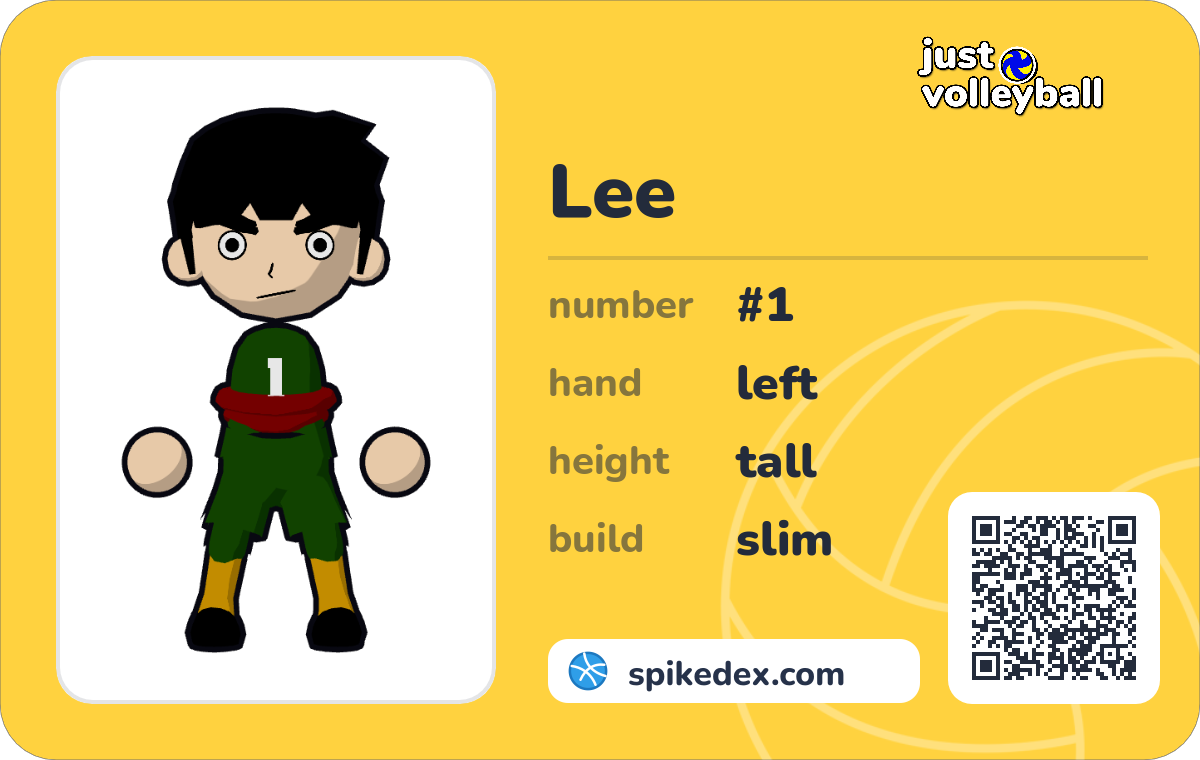 just
volleyball
Lee
number #1
hand left
height tall
build slim
1
spikedex.com